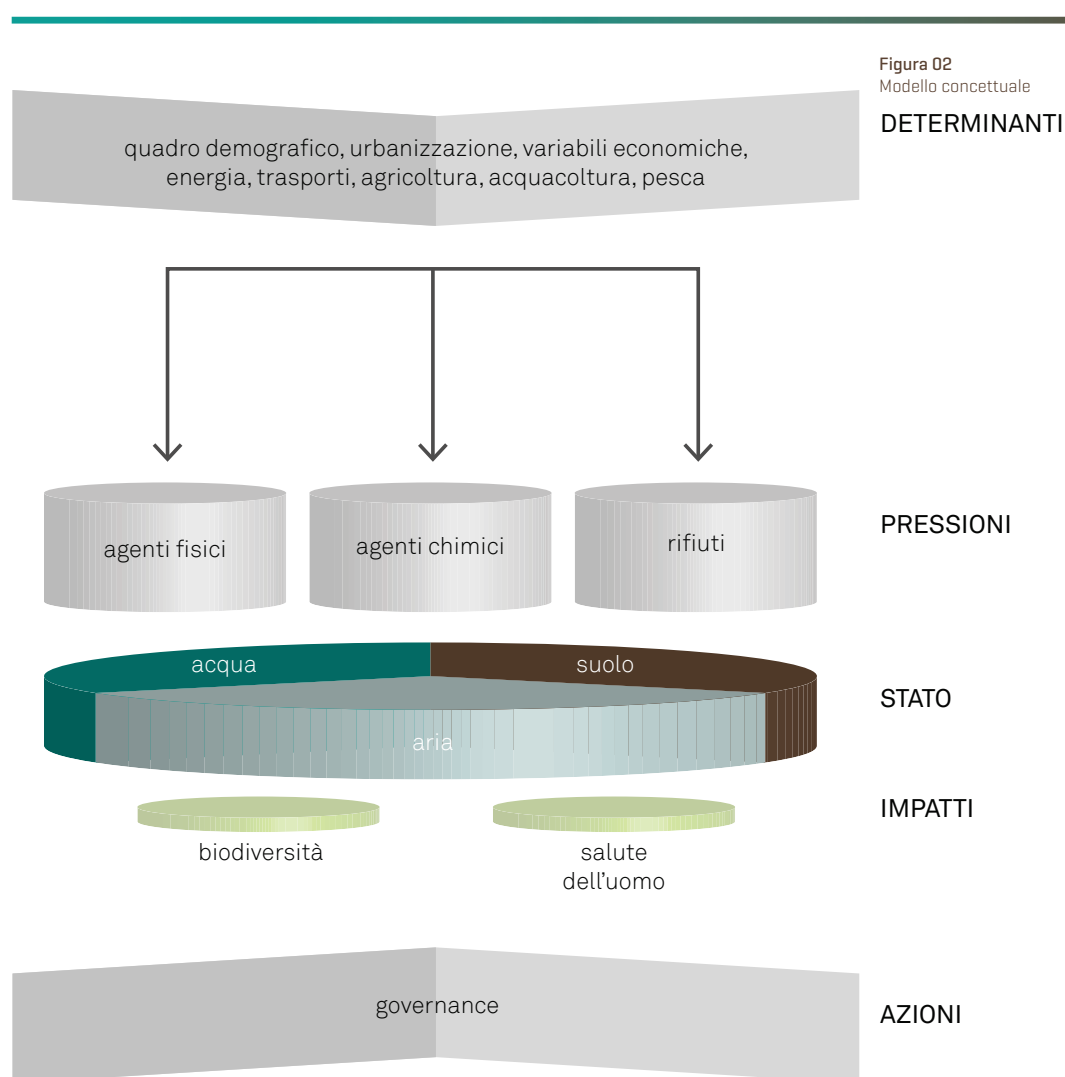 Figura 02
Modello concettuale
DETERMINANTI
quadro demografico, urbanizzazione, variabili economiche,
energia, trasporti, agricoltura, acquacoltura, pesca
PRESSIONI
agenti fisici
agenti chimici
rifiuti
acqua
suolo
STATO
aria
IMPATTI
biodiversità
salute
dell’uomo
governance
AZIONI